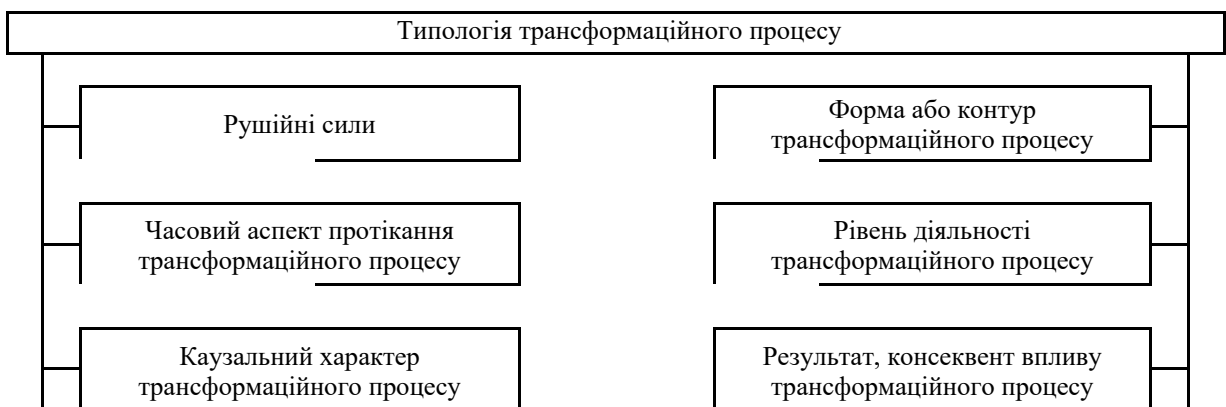 Типологія трансформаційного процесу
Рушійні сили
Форма або контур
трансформаційного процесу
Часовий аспект протікання
трансформаційного процесу
Рівень діяльності
трансформаційного процесу
Каузальний характер
трансформаційного процесу
Результат, консеквент впливу
трансформаційного процесу